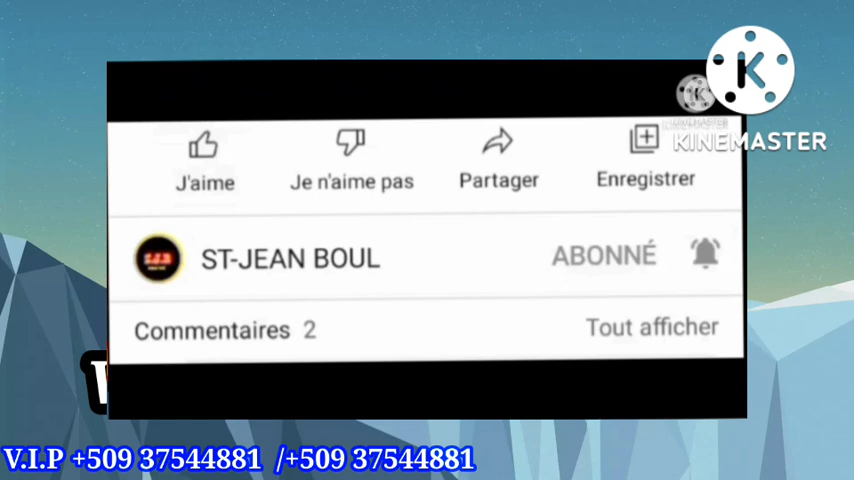 KINEMASTER
J'aime
Je n'aime pas
Partager
Enregistrer
ST-JEAN BOUL
ABONNÉ
Commentaires 2
Tout afficher
V.I.P +509 37544881 /+509 37544881